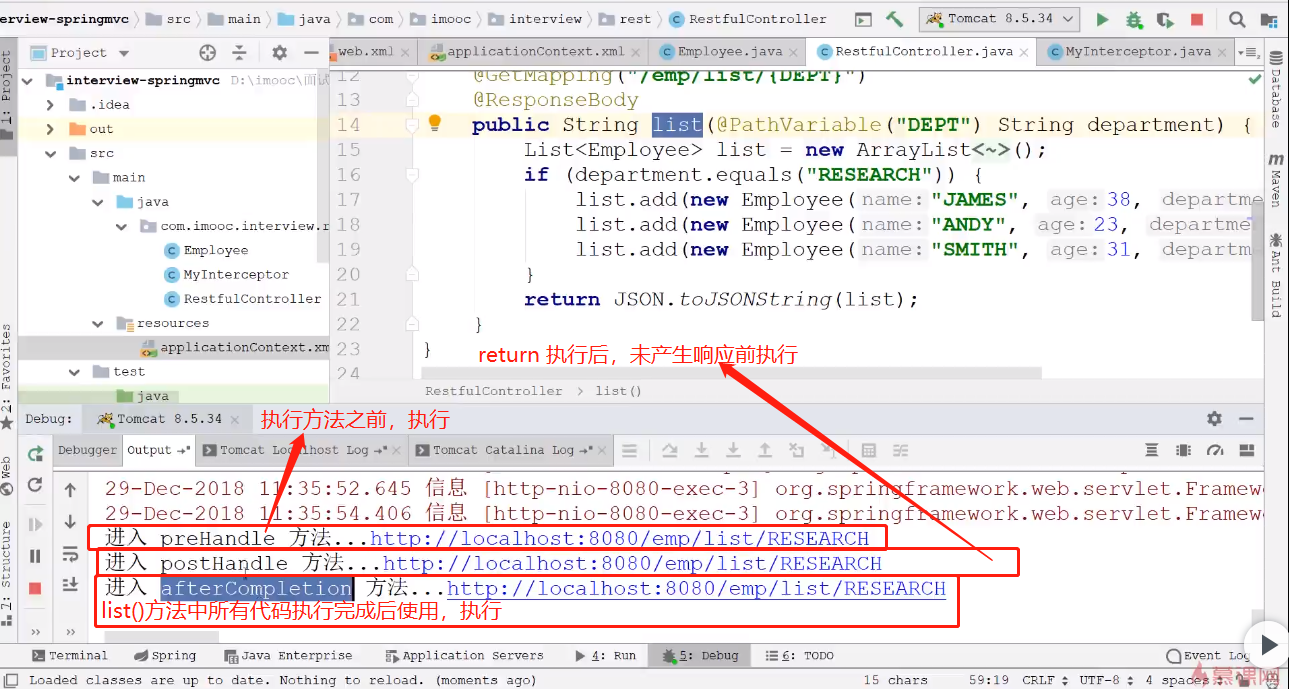 erview-springmvc src main java com imooc interview rest RestfulController Tomcat 8.5.34
Project web.xml applicationContext.xml Employee.java RestfulController.java MyInterceptor.java
1: Project
interview-springmvc D:\imooc\面试
.idea
out
src
main
java
com.imooc.interview.r
Employee
MyInterceptor
RestfulController
resources
applicationContext.xm
test
java
12 @GetMapping("/emp/list/{DEPT}")
13 @ResponseBody
14 public String list(@PathVariable("DEPT") String department) {
15 List<Employee> list = new ArrayList<~>();
16 if (department.equals("RESEARCH")) {
17 list.add(new Employee( name: "JAMES", age: 38, departme
18 list.add(new Employee( name: "ANDY", age: 23, departmen
19 list.add(new Employee( name: "SMITH", age: 31, departm
20 }
21 return JSON.toJSONString(list);
22 }
23 }
24
return 执行后，未产生响应前执行
RestfulController > list()
Database
Maven
Ant Build
2: Favorites
Web
7: Structure
Debug: Tomcat 8.5.34
执行方法之前，执行
Debugger Output Tomcat Localhost Log Tomcat Catalina Log
29-Dec-2018 11:35:52.645 信息 [http-nio-8080-exec-3] org.springframework.web.servlet.Framew
29-Dec-2018 11:35:54.406 信息 [http-nio-8080-exec-3] org.springframework.web.servlet.Framew
进入 preHandle 方法...http://localhost:8080/emp/list/RESEARCH
进入 postHandle 方法...http://localhost:8080/emp/list/RESEARCH
进入 afterCompletion 方法...http://localhost:8080/emp/list/RESEARCH
list()方法中所有代码执行完成后使用，执行
Terminal Spring Java Enterprise Application Servers 4: Run 5: Debug 6: TODO Event Log
Loaded classes are up to date. Nothing to reload. (moments ago) 15 chars 59:19 CRLF UTF-8 4 spaces
慕课网